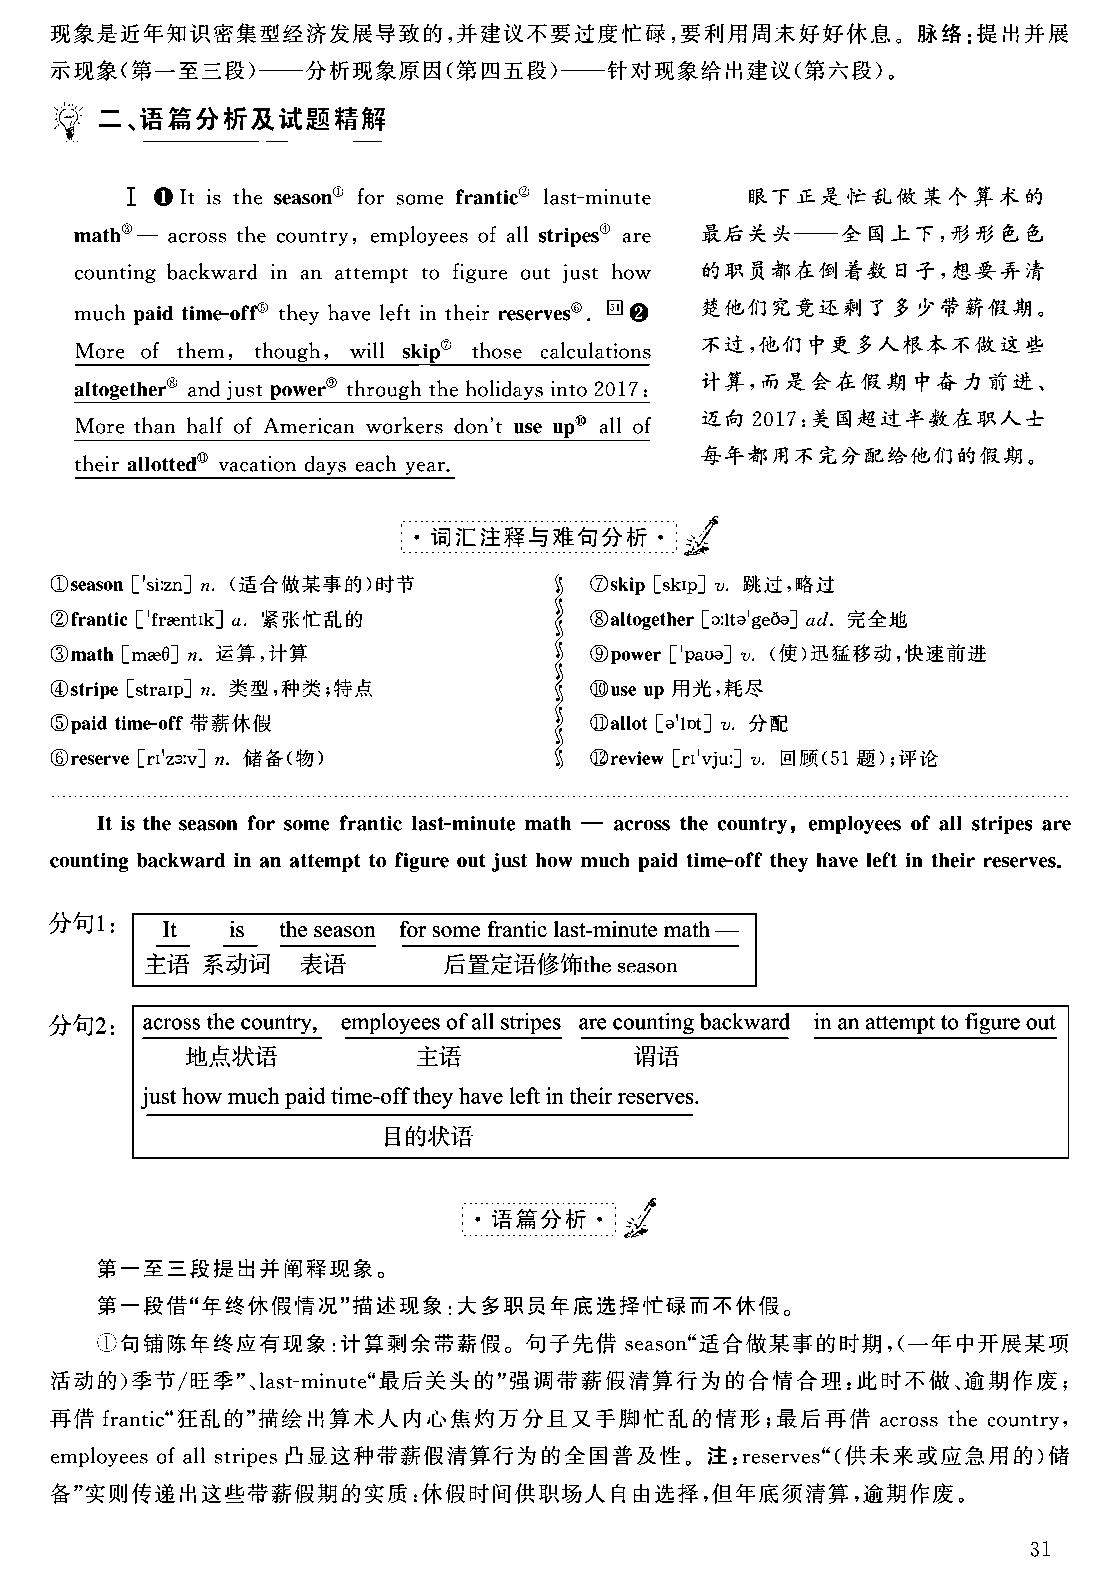 现象是近年知识密集型经济发展导致的,并建议不要过度忙碌,要利用周末好好休息。脉络:提出并展
示现象(第一至三段)——分析现象原因(第四五段)——针对现象给出建议(第六段)。
二、语篇分析及试题精解
Ⅰ ❶It is the season① for some frantic② last-minute
math③— across the country, employees of all stripes④ are
counting backward in an attempt to figure out just how
much paid time-off⑤ they have left in their reserves⑥. 51 ❷
More of them, though, will skip⑦ those calculations
altogether⑧ and just power⑨ through the holidays into 2017:
More than half of American workers don't use up⑩ all of
their allotted⑪ vacation days each year.
眼下正是忙乱做某个算术的
最后关头——全国上下,形形色色
的职员都在倒着数日子,想要弄清
楚他们究竟还剩了多少带薪假期。
不过,他们中更多人根本不做这些
计算,而是会在假期中奋力前进、
迈向2017:美国超过半数在职人士
每年都用不完分配给他们的假期。
·词汇注释与难句分析·
①season [ˈsiːzn] n. (适合做某事的)时节
②frantic [ˈfræntɪk] a. 紧张忙乱的
③math [mæθ] n. 运算,计算
④stripe [straɪp] n. 类型,种类;特点
⑤paid time-off 带薪休假
⑥reserve [rɪˈzɜːv] n. 储备(物)
⑦skip [skɪp] v. 跳过,略过
⑧altogether [ɔːltəˈgeðə] ad. 完全地
⑨power [ˈpaʊə] v. (使)迅猛移动,快速前进
⑩use up 用光,耗尽
⑪allot [əˈlɒt] v. 分配
⑫review [rɪˈvjuː] v. 回顾(51题);评论
It is the season for some frantic last-minute math — across the country, employees of all stripes are
counting backward in an attempt to figure out just how much paid time-off they have left in their reserves.
分句1: It is the season for some frantic last-minute math —
主语 系动词 表语 后置定语修饰the season
分句2: across the country, employees of all stripes are counting backward in an attempt to figure out
地点状语 主语 谓语
just how much paid time-off they have left in their reserves.
目的状语
·语篇分析·
第一至三段提出并阐释现象。
第一段借“年终休假情况”描述现象:大多职员年底选择忙碌而不休假。
①句铺陈年终应有现象:计算剩余带薪假。句子先借 season“适合做某事的时期,(一年中开展某项
活动的)季节/旺季”、last-minute“最后关头的”强调带薪假清算行为的合情合理:此时不做、逾期作废;
再借 frantic“狂乱的”描绘出算术人内心焦灼万分且又手脚忙乱的情形;最后再借 across the country,
employees of all stripes 凸显这种带薪假清算行为的全国普及性。注:reserves“(供未来或应急用的)储
备”实则传递出这些带薪假期的实质:休假时间供职场人自由选择,但年底须清算,逾期作废。
31